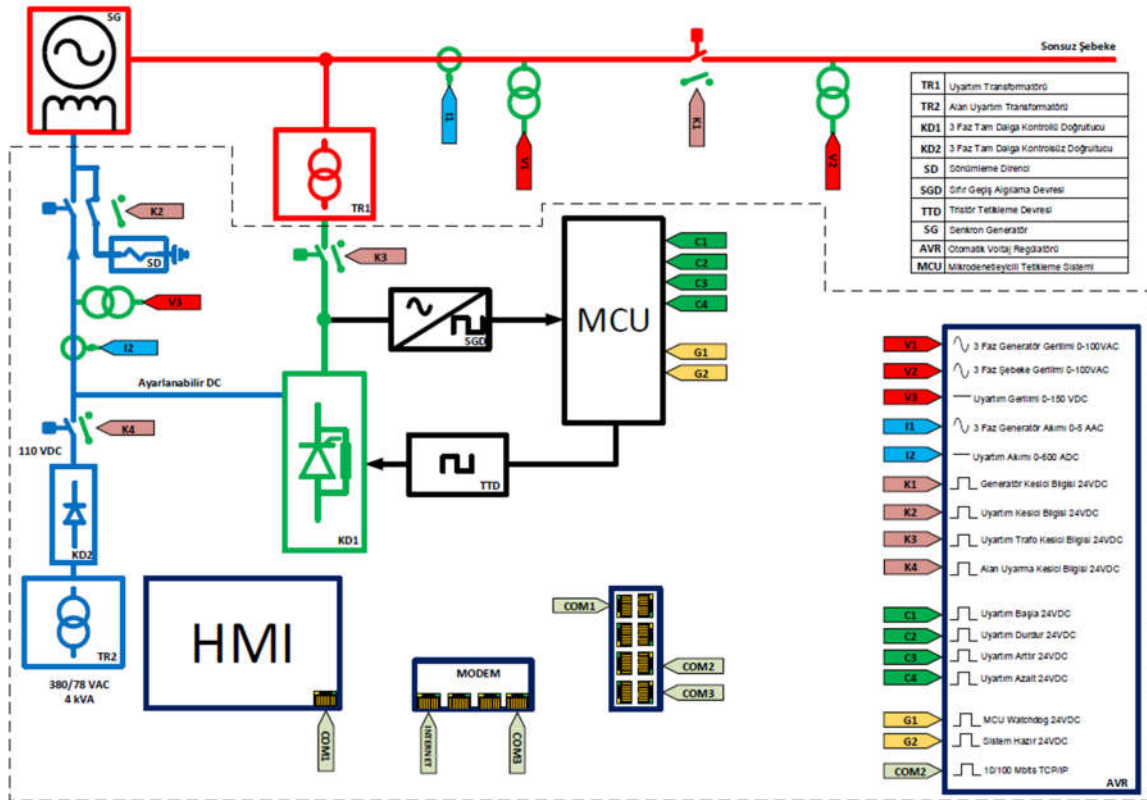 SG
Sonsuz Şebeke
I1
V1
K1
V2
TR1 Uyartım Transformatörü
TR2 Alan Uyartım Transformatörü
KD1 3 Faz Tam Dalga Kontrollü Doğrultucu
KD2 3 Faz Tam Dalga Kontrolsüz Doğrultucu
SD Sönümleme Direnci
SGD Sıfır Geçiş Algılama Devresi
TTD Tristör Tetikleme Devresi
SG Senkron Generatör
AVR Otomatik Voltaj Regülatörü
MCU Mikrodenetleyicili Tetikleme Sistemi
TR1
K2
SD
K3
C1
C2
C3
C4
MCU
SGD
G1
G2
V3
I2
Ayarlanabilir DC
K4
110 VDC
KD2
KD1
TTD
TR2
380/78 VAC
4 kVA
HMI
COM1
MODEM
INTERNET
COM3
COM1
COM2
COM3
V1 3 Faz Generatör Gerilimi 0-100VAC
V2 3 Faz Şebeke Gerilimi 0-100VAC
V3 Uyartım Gerilimi 0-150 VDC
I1 3 Faz Generatör Akımı 0-5 AAC
I2 Uyartım Akımı 0-600 ADC
K1 Generatör Kesici Bilgisi 24VDC
K2 Uyartım Kesici Bilgisi 24VDC
K3 Uyartım Trafo Kesici Bilgisi 24VDC
K4 Alan Uyarma Kesici Bilgisi 24VDC
C1 Uyartım Başla 24VDC
C2 Uyartım Durdur 24VDC
C3 Uyartım Arttır 24VDC
C4 Uyartım Azalt 24VDC
G1 MCU Watchdog 24VDC
G2 Sistem Hazır 24VDC
COM2 10/100 Mbits TCP/IP
AVR